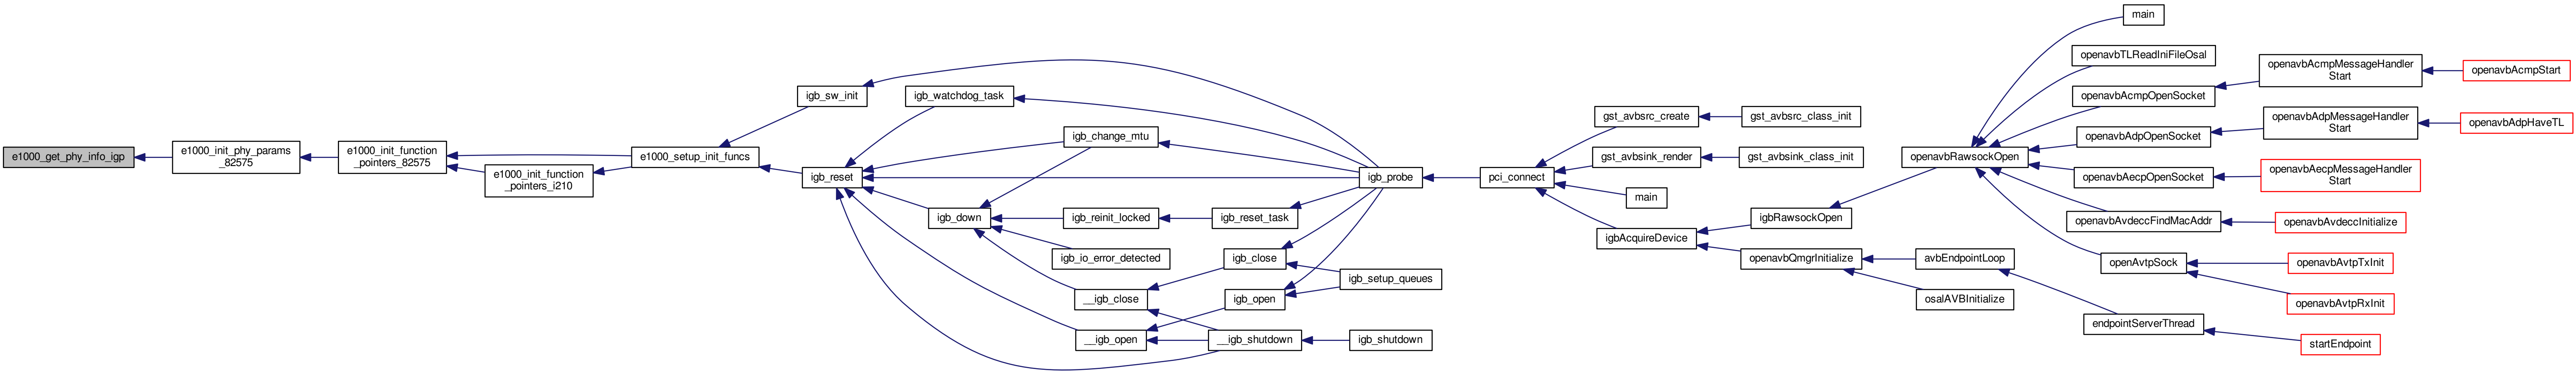 e1000_get_phy_info_igp
e1000_init_phy_params
_82575
e1000_init_function
_pointers_82575
e1000_init_function
_pointers_i210
e1000_setup_init_funcs
igb_sw_init
igb_reset
igb_watchdog_task
igb_change_mtu
igb_down
igb_reinit_locked
igb_io_error_detected
__igb_close
__igb_open
igb_reset_task
igb_close
igb_open
__igb_shutdown
igb_probe
igb_setup_queues
igb_shutdown
pci_connect
gst_avbsrc_create
gst_avbsink_render
main
igbAcquireDevice
gst_avbsrc_class_init
gst_avbsink_class_init
igbRawsockOpen
openavbQmgrInitialize
avbEndpointLoop
osalAVBInitialize
openavbRawsockOpen
main
openavbTLReadIniFileOsal
openavbAcmpOpenSocket
openavbAdpOpenSocket
openavbAecpOpenSocket
openavbAvdeccFindMacAddr
openAvtpSock
endpointServerThread
openavbAcmpMessageHandler
Start
openavbAdpMessageHandler
Start
openavbAecpMessageHandler
Start
openavbAvdeccInitialize
openavbAvtpTxInit
openavbAvtpRxInit
startEndpoint
openavbAcmpStart
openavbAdpHaveTL